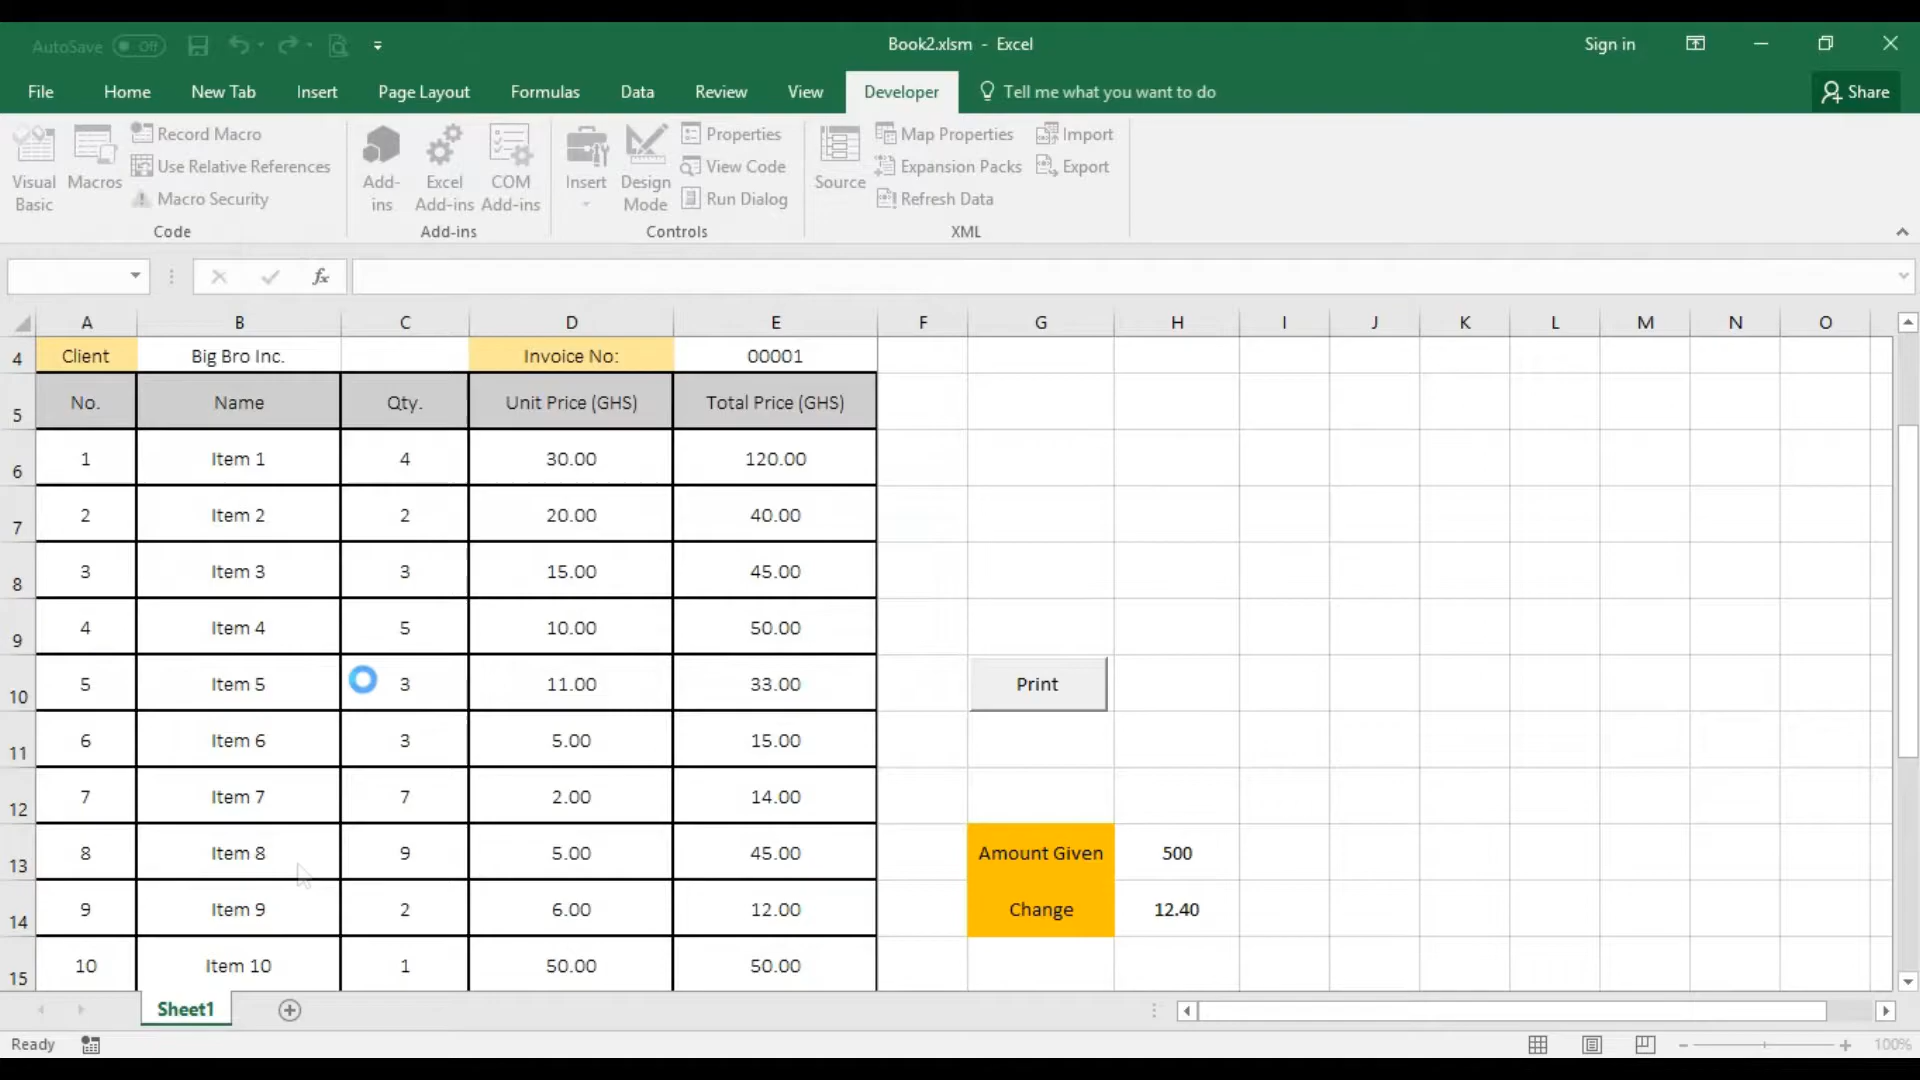 AutoSave Off Book2.xlsm - Excel Sign in
File Home New Tab Insert Page Layout Formulas Data Review View Developer Tell me what you want to do Share
Visual Basic
Macros
Record Macro
Use Relative References
Macro Security
Code
Add-ins
Excel Add-ins
COM Add-ins
Add-ins
Insert
Design Mode
Properties
View Code
Run Dialog
Controls
Source
Map Properties
Expansion Packs
Refresh Data
Import
Export
XML
fx
A B C D E F G H I J K L M N O
4 Client Big Bro Inc. Invoice No: 00001
5 No. Name Qty. Unit Price (GHS) Total Price (GHS)
6 1 Item 1 4 30.00 120.00
7 2 Item 2 2 20.00 40.00
8 3 Item 3 3 15.00 45.00
9 4 Item 4 5 10.00 50.00
10 5 Item 5 3 11.00 33.00 Print
11 6 Item 6 3 5.00 15.00
12 7 Item 7 7 2.00 14.00
13 8 Item 8 9 5.00 45.00 Amount Given 500
14 9 Item 9 2 6.00 12.00 Change 12.40
15 10 Item 10 1 50.00 50.00
Sheet1
Ready 100%